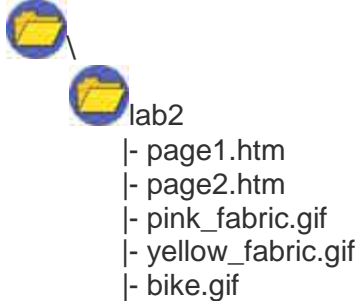 \
lab2
|- page1.htm
|- page2.htm
|- pink_fabric.gif
|- yellow_fabric.gif
|- bike.gif